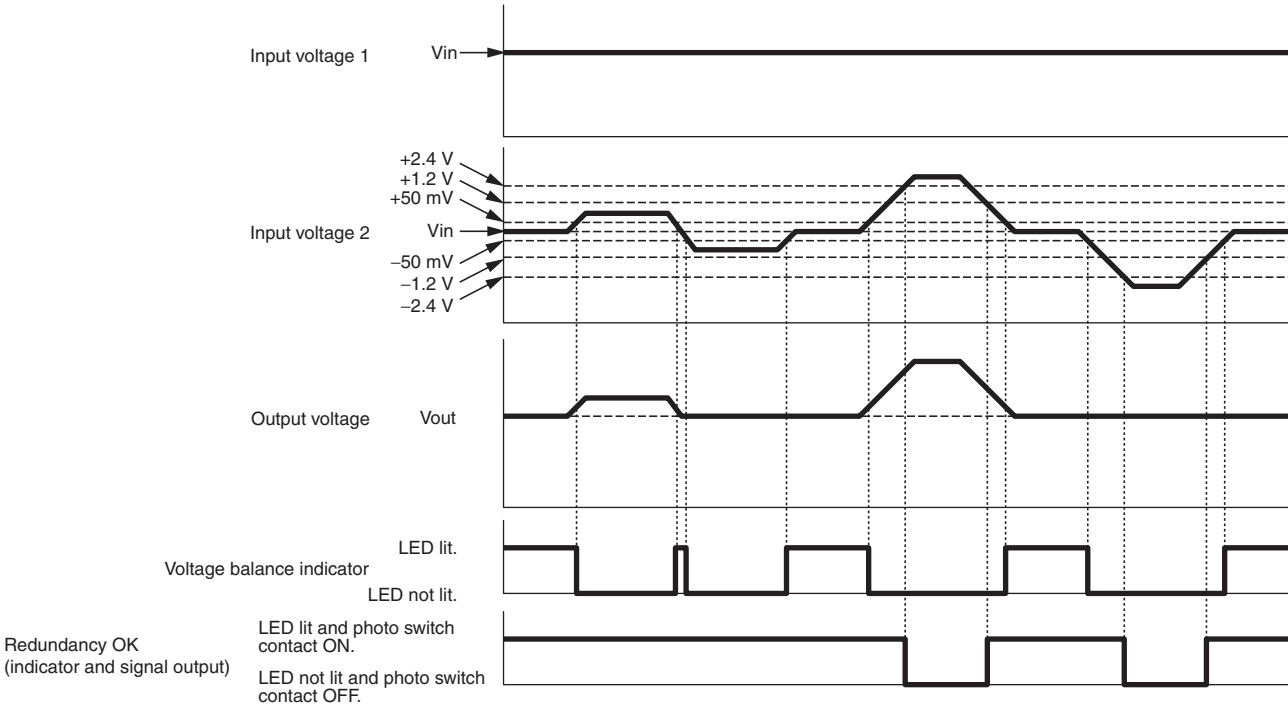 Input voltage 1
Vin
+2.4 V
+1.2 V
+50 mV
Input voltage 2
Vin
−50 mV
−1.2 V
−2.4 V
Output voltage
Vout
Voltage balance indicator
LED lit.
LED not lit.
Redundancy OK
(indicator and signal output)
LED lit and photo switch
contact ON.
LED not lit and photo switch
contact OFF.